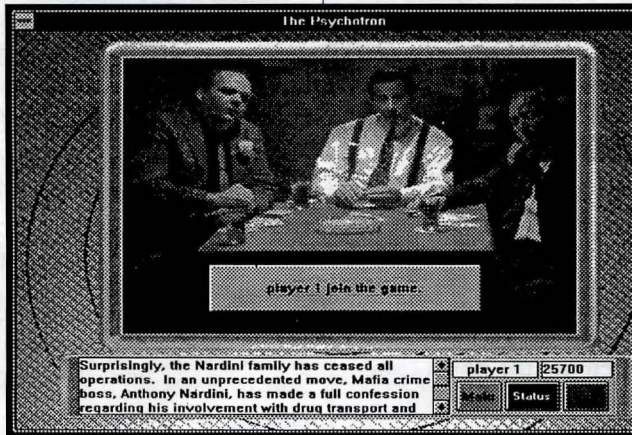 The Psychotron
player 1 join the game.
Surprisingly, the Nardini family has ceased all
operations. In an unprecedented move, Mafia crime
boss, Anthony Nardini, has made a full confession
regarding his involvement with drug transport and
player 1 25700
Main Status